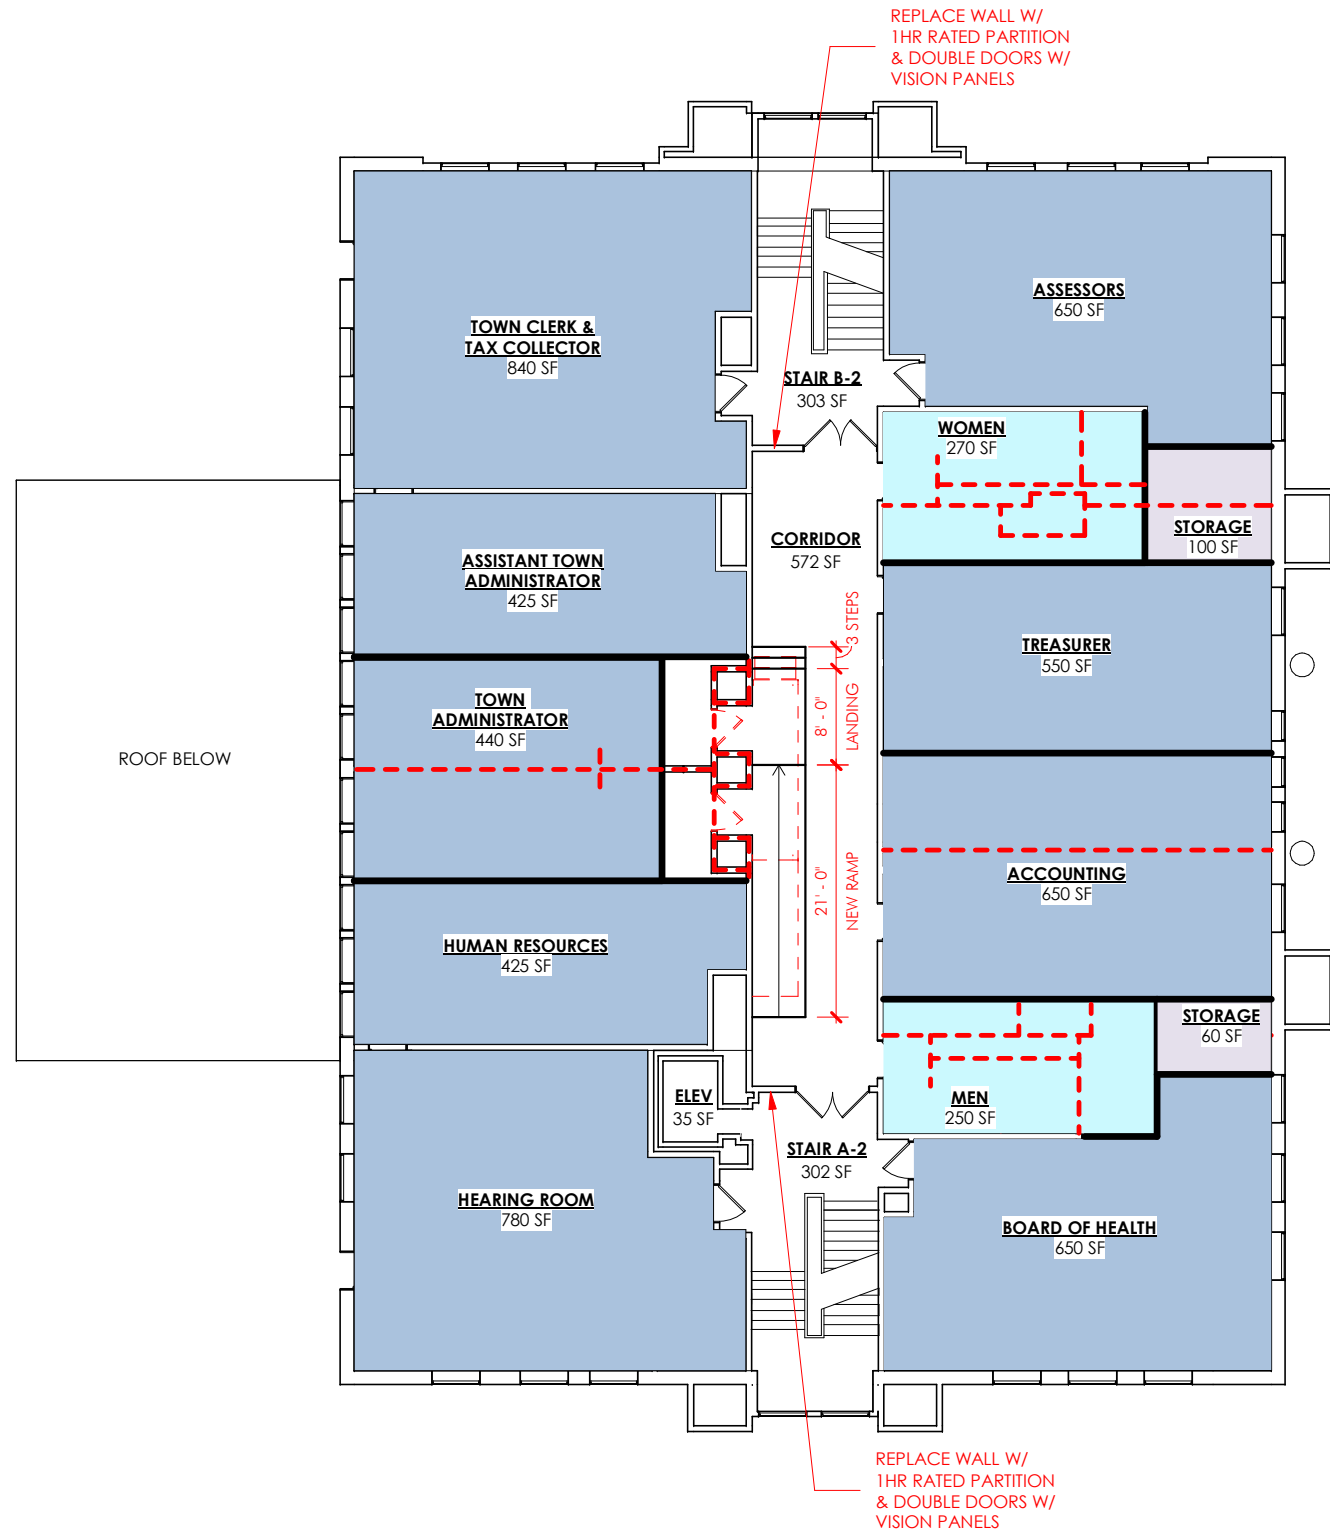 REPLACE WALL W/
1HR RATED PARTITION
& DOUBLE DOORS W/
VISION PANELS
ASSESSORS
650 SF
TOWN CLERK &
TAX COLLECTOR
840 SF
STAIR B-2
303 SF
WOMEN
270 SF
STORAGE
100 SF
CORRIDOR
572 SF
ASSISTANT TOWN
ADMINISTRATOR
425 SF
3 STEPS
TREASURER
550 SF
TOWN
ADMINISTRATOR
440 SF
8' - 0"
LANDING
ROOF BELOW
21' - 0"
NEW RAMP
ACCOUNTING
650 SF
HUMAN RESOURCES
425 SF
STORAGE
60 SF
ELEV
35 SF
MEN
250 SF
STAIR A-2
302 SF
HEARING ROOM
780 SF
BOARD OF HEALTH
650 SF
REPLACE WALL W/
1HR RATED PARTITION
& DOUBLE DOORS W/
VISION PANELS